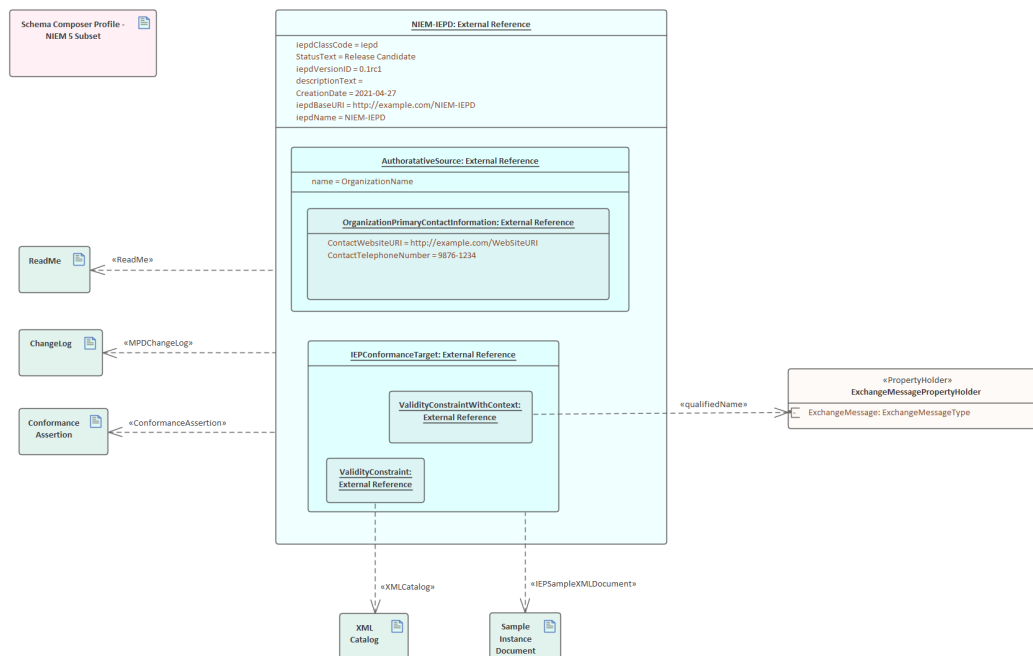 Schema Composer Profile -
NIEM 5 Subset
NIEM-IEPD: External Reference
iepdClassCode = iepd
StatusText = Release Candidate
iepdVersionID = 0.1rc1
descriptionText =
CreationDate = 2021-04-27
iepdBaseURI = http://example.com/NIEM-IEPD
iepdName = NIEM-IEPD
AuthoratativeSource: External Reference
name = OrganizationName
OrganizationPrimaryContactInformation: External Reference
ContactWebsiteURI = http://example.com/WebSiteURI
ContactTelephoneNumber = 9876-1234
ReadMe
«ReadMe»
ChangeLog
«MPDChangeLog»
Conformance
Assertion
«ConformanceAssertion»
IEPConformanceTarget: External Reference
ValidityConstraintWithContext:
External Reference
ValidityConstraint:
External Reference
«qualifiedName»
«PropertyHolder»
ExchangeMessagePropertyHolder
ExchangeMessage: ExchangeMessageType
«XMLCatalog»
«IEPSampleXMLDocument»
XML
Catalog
Sample
Instance
Document